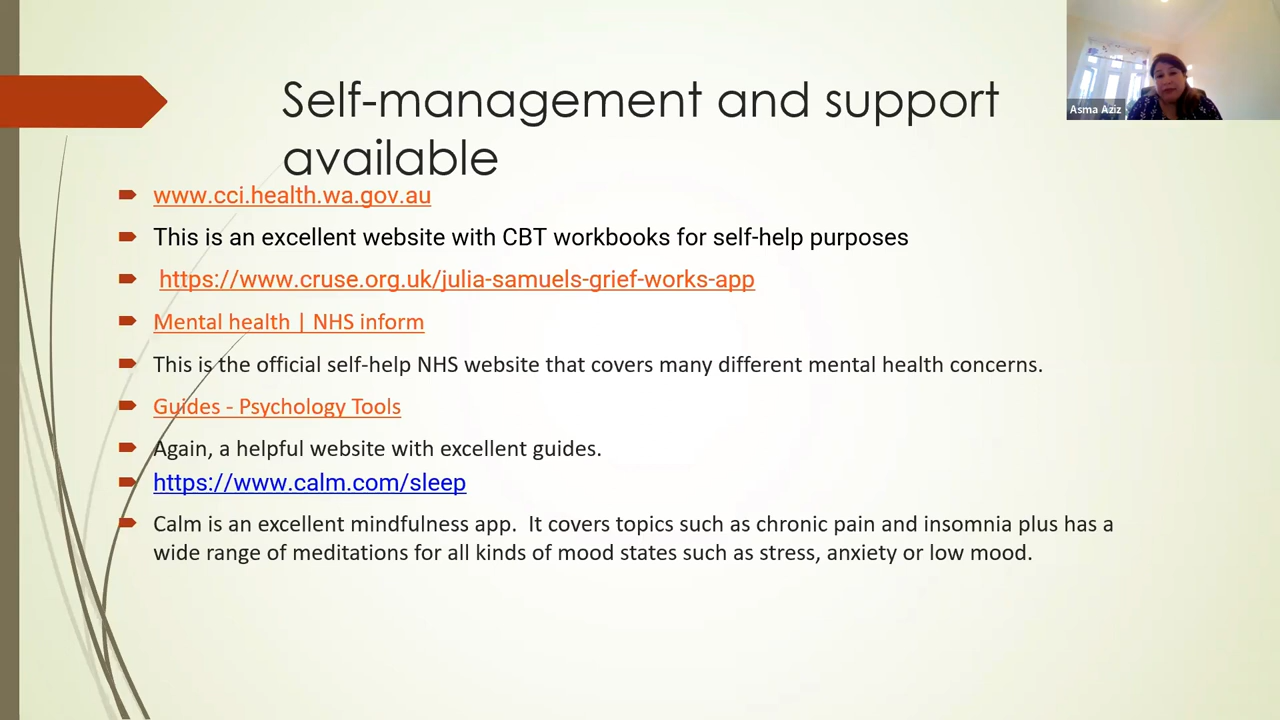 Self-management and support
available
Asma Aziz
www.cci.health.wa.gov.au
This is an excellent website with CBT workbooks for self-help purposes
https://www.cruse.org.uk/julia-samuels-grief-works-app
Mental health | NHS inform
This is the official self-help NHS website that covers many different mental health concerns.
Guides - Psychology Tools
Again, a helpful website with excellent guides.
https://www.calm.com/sleep
Calm is an excellent mindfulness app.  It covers topics such as chronic pain and insomnia plus has a
wide range of meditations for all kinds of mood states such as stress, anxiety or low mood.